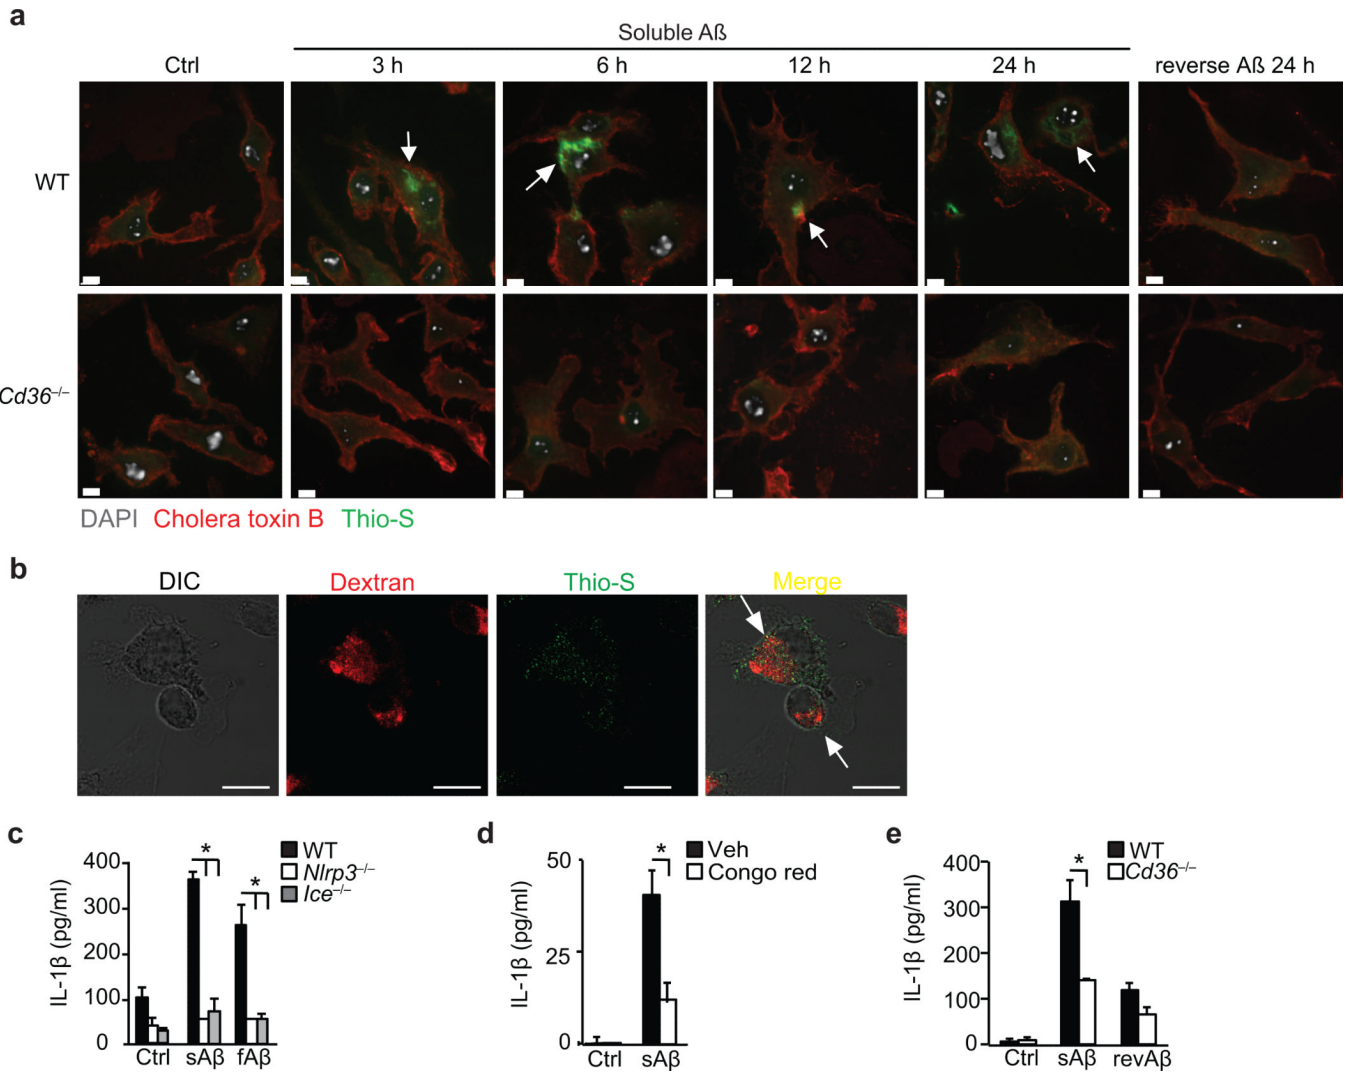 a
Soluble Aß
Ctrl 3 h 6 h 12 h 24 h reverse Aß 24 h
WT
Cd36–/–
DAPI Cholera toxin B Thio-S
b
DIC Dextran Thio-S Merge
c
IL-1β (pg/ml)
400
300
200
100
0
* *
WT
Nlrp3–/–
Ice–/–
Ctrl sAβ fAβ
d
IL-1β (pg/ml)
50
25
0
*
Veh
Congo red
Ctrl sAβ
e
IL-1β (pg/ml)
400
300
200
100
0
*
WT
Cd36–/–
Ctrl sAβ revAβ